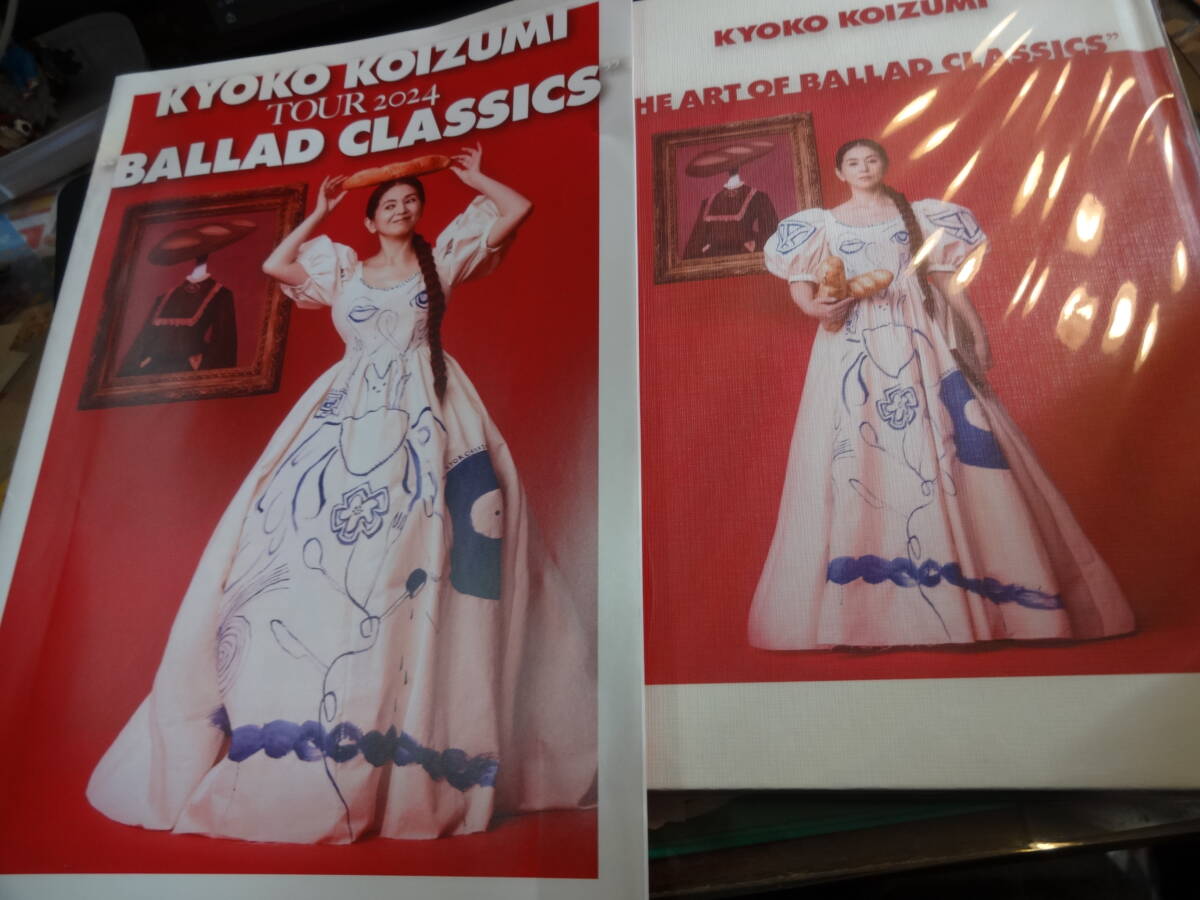 KYOKO KOIZUMI
TOUR 2024
“BALLAD CLASSICS”
KYOKO KOIZUMI
HE ART OF BALLAD CLASSICS”